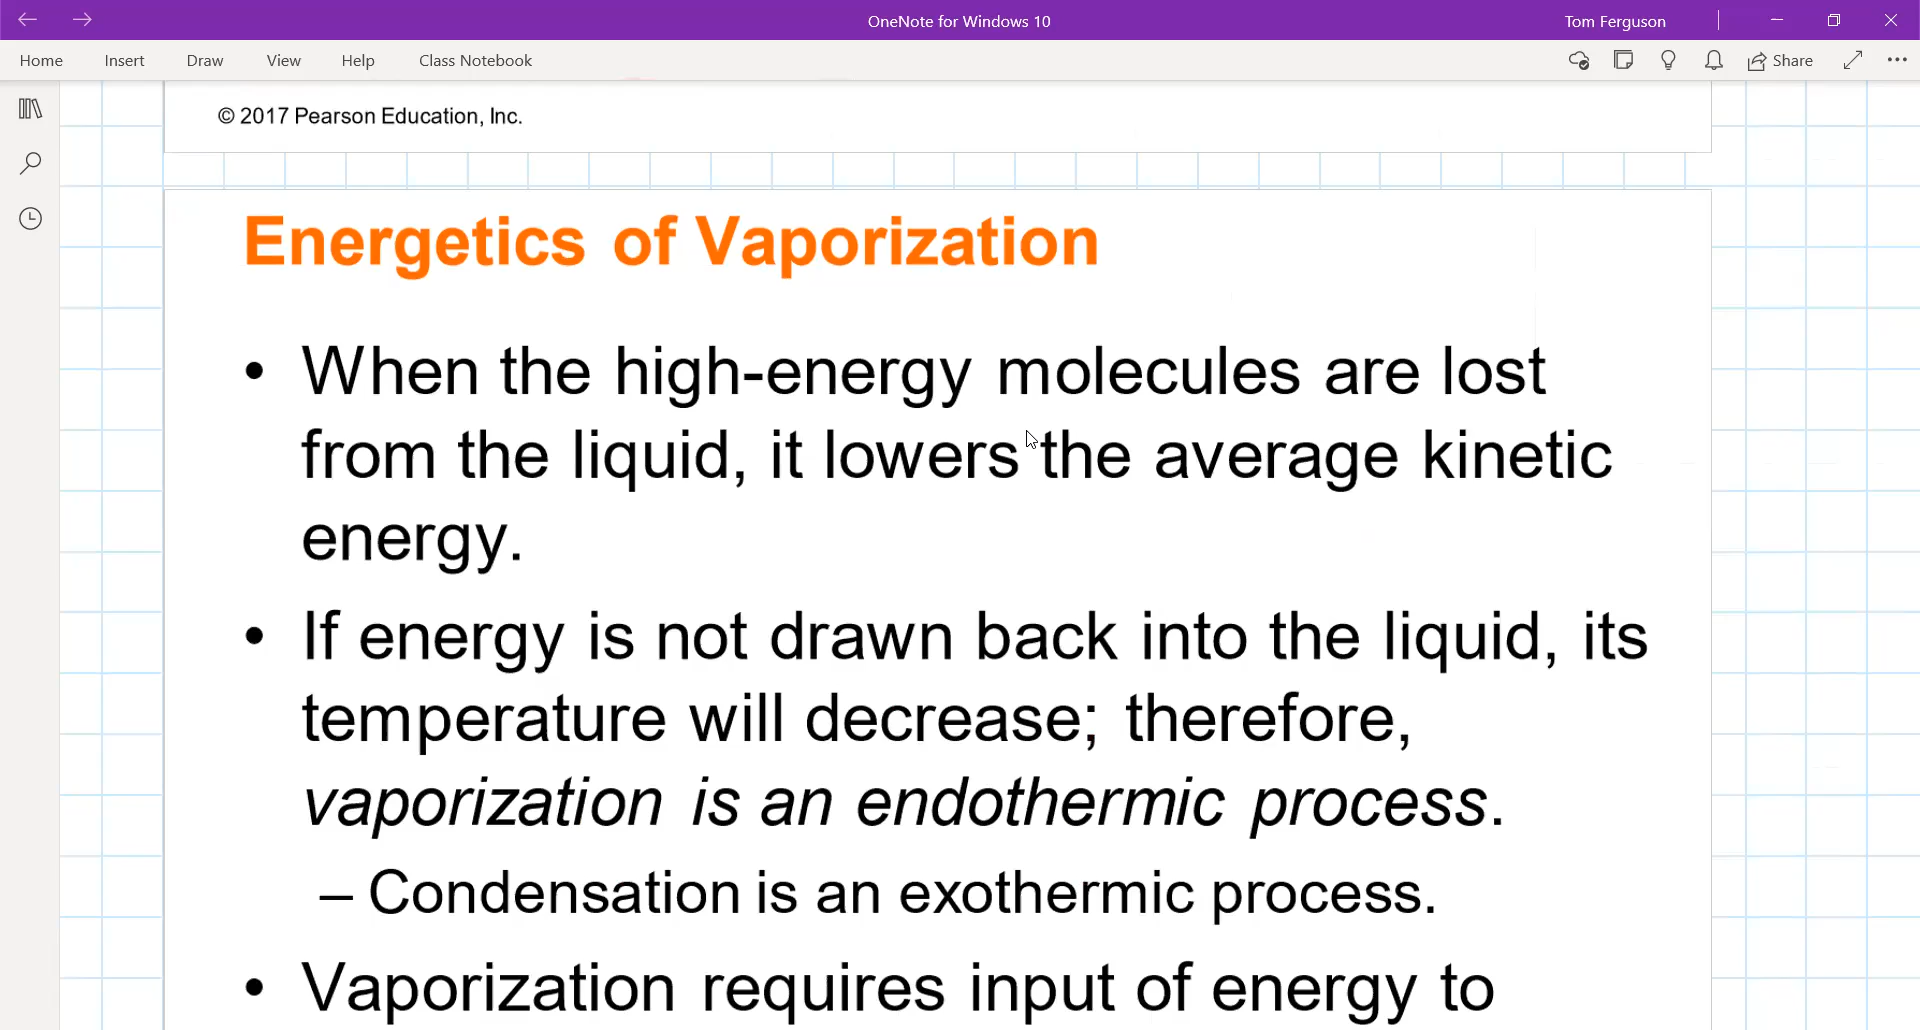 OneNote for Windows 10
Tom Ferguson
Home Insert Draw View Help Class Notebook
Share
© 2017 Pearson Education, Inc.
Energetics of Vaporization
• When the high-energy molecules are lost
from the liquid, it lowers the average kinetic
energy.
• If energy is not drawn back into the liquid, its
temperature will decrease; therefore,
vaporization is an endothermic process.
– Condensation is an exothermic process.
• Vaporization requires input of energy to